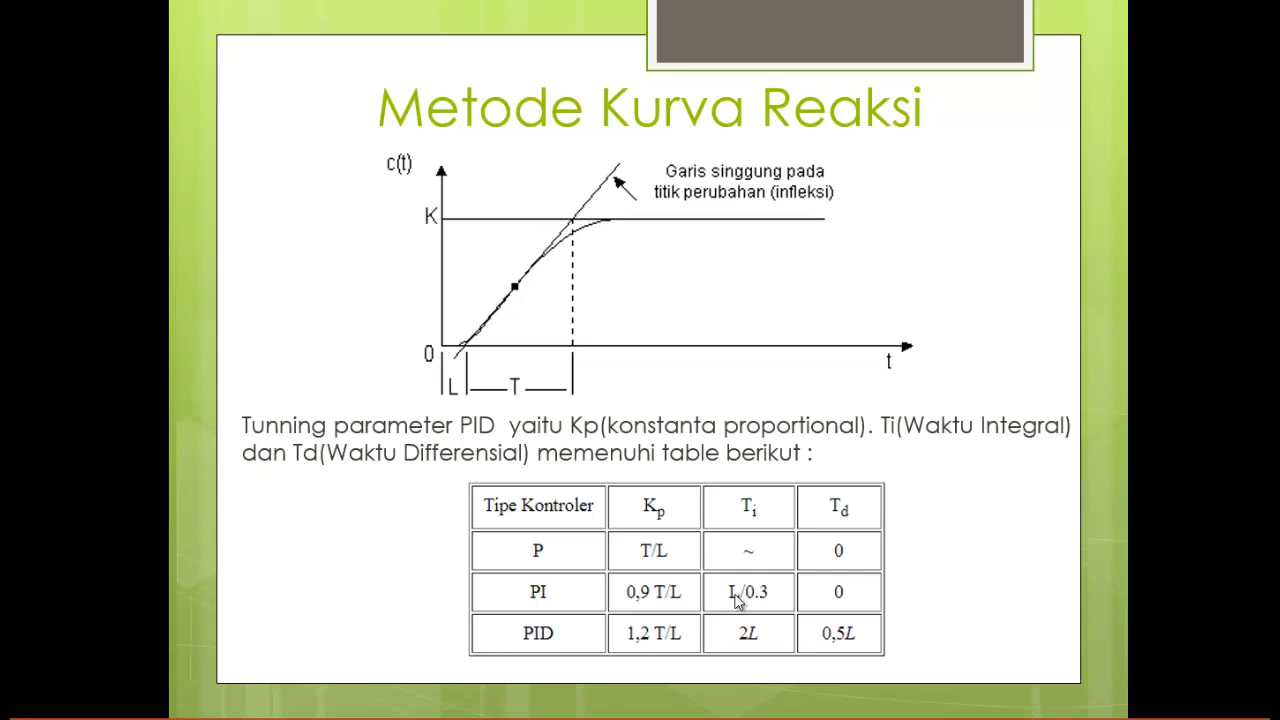 Metode Kurva Reaksi
c(t)
Garis singgung pada
titik perubahan (infleksi)
K
0
t
L
T
Tunning parameter PID yaitu Kp(konstanta proportional). Ti(Waktu Integral)
dan Td(Waktu Differensial) memenuhi table berikut :
Tipe Kontroler Kp Ti Td
P T/L ~ 0
PI 0,9 T/L L/0.3 0
PID 1,2 T/L 2L 0,5L